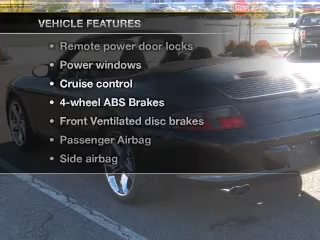 VEHICLE FEATURES
• Remote power door locks
• Power windows
• Cruise control
• 4-wheel ABS Brakes
• Front Ventilated disc brakes
• Passenger Airbag
• Side airbag